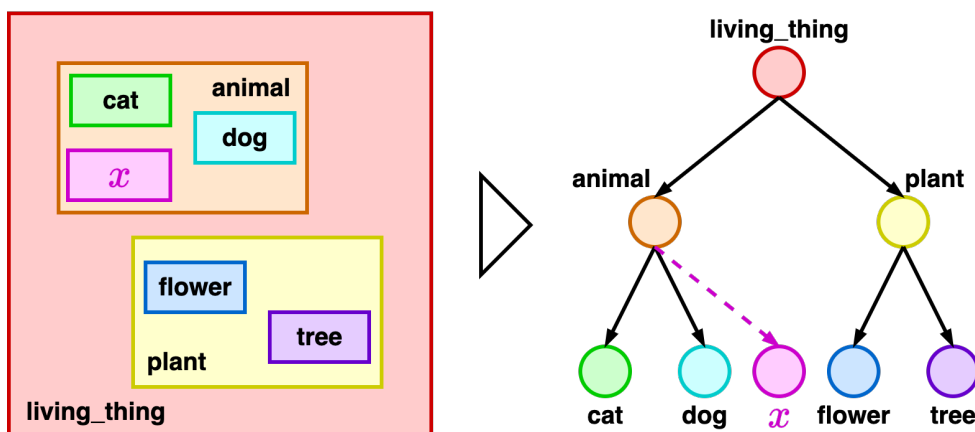 cat
animal
dog
x
flower
tree
plant
living_thing
living_thing
animal
plant
cat
dog
x
flower
tree